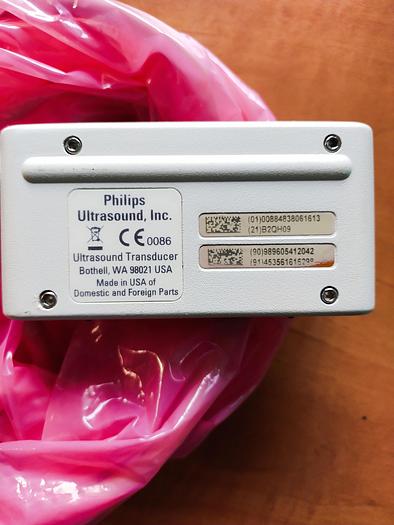 Philips
Ultrasound, Inc.
CE 0086
Ultrasound Transducer
Bothell, WA 98021 USA
Made in USA of
Domestic and Foreign Parts
(01)00884838061613
(21)B2QH09
(90)989605412042